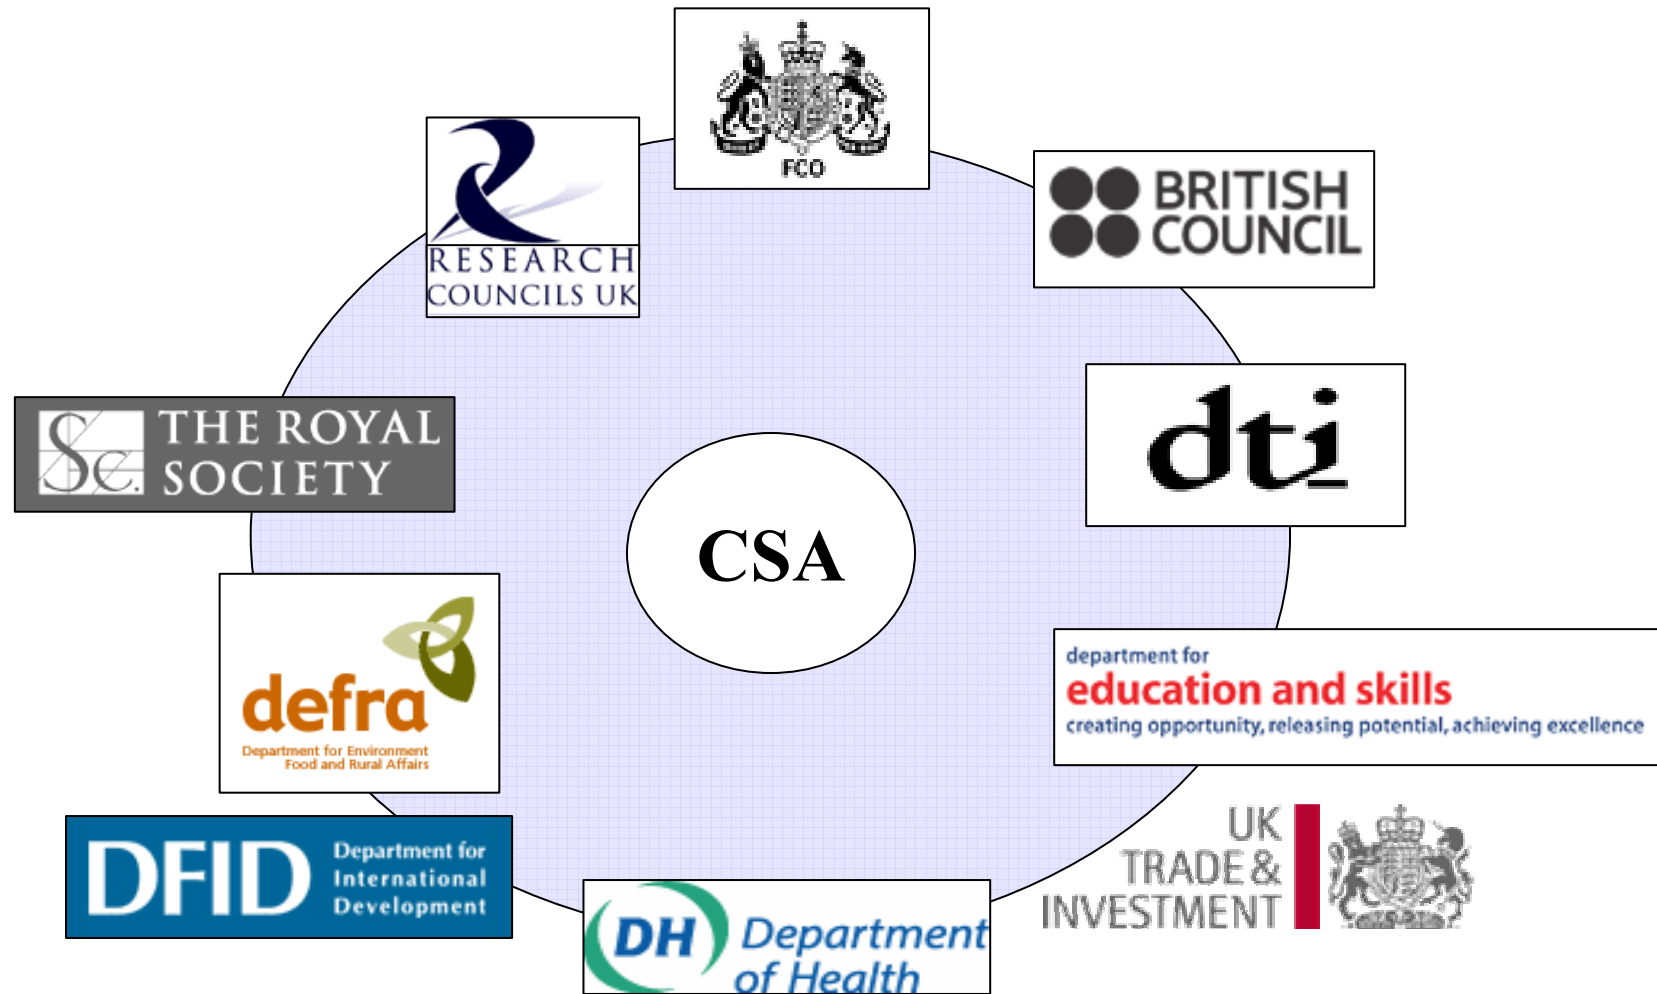 FCO
RESEARCH
COUNCILS UK
BRITISH
COUNCIL
THE ROYAL
SOCIETY
Sc.
dti
CSA
defra
Department for Environment
Food and Rural Affairs
department for
education and skills
creating opportunity, releasing potential, achieving excellence
DFID
Department for
International
Development
UK
TRADE &
INVESTMENT
DH
Department
of Health